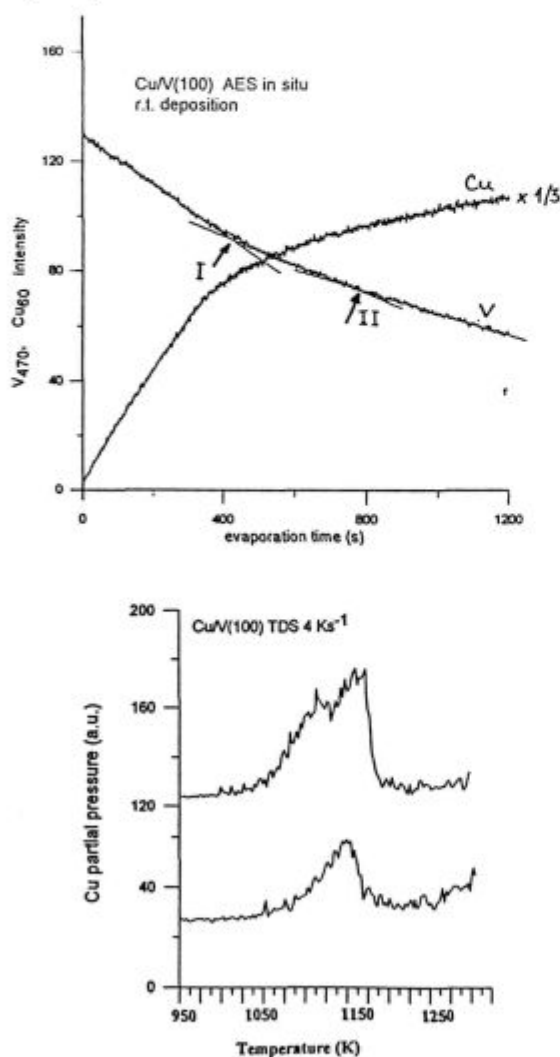 160
120
80
40
0
V470- Cu60 intensity
Cu/V(100) AES in situ
r.t. deposition
Cu
x 1/5
I
II
V
0
400
800
1200
evaporation time (s)
200
160
120
40
0
Cu partial pressure (a.u.)
Cu/V(100) TDS 4 Ks⁻¹
950
1050
1150
1250
Temperature (K)